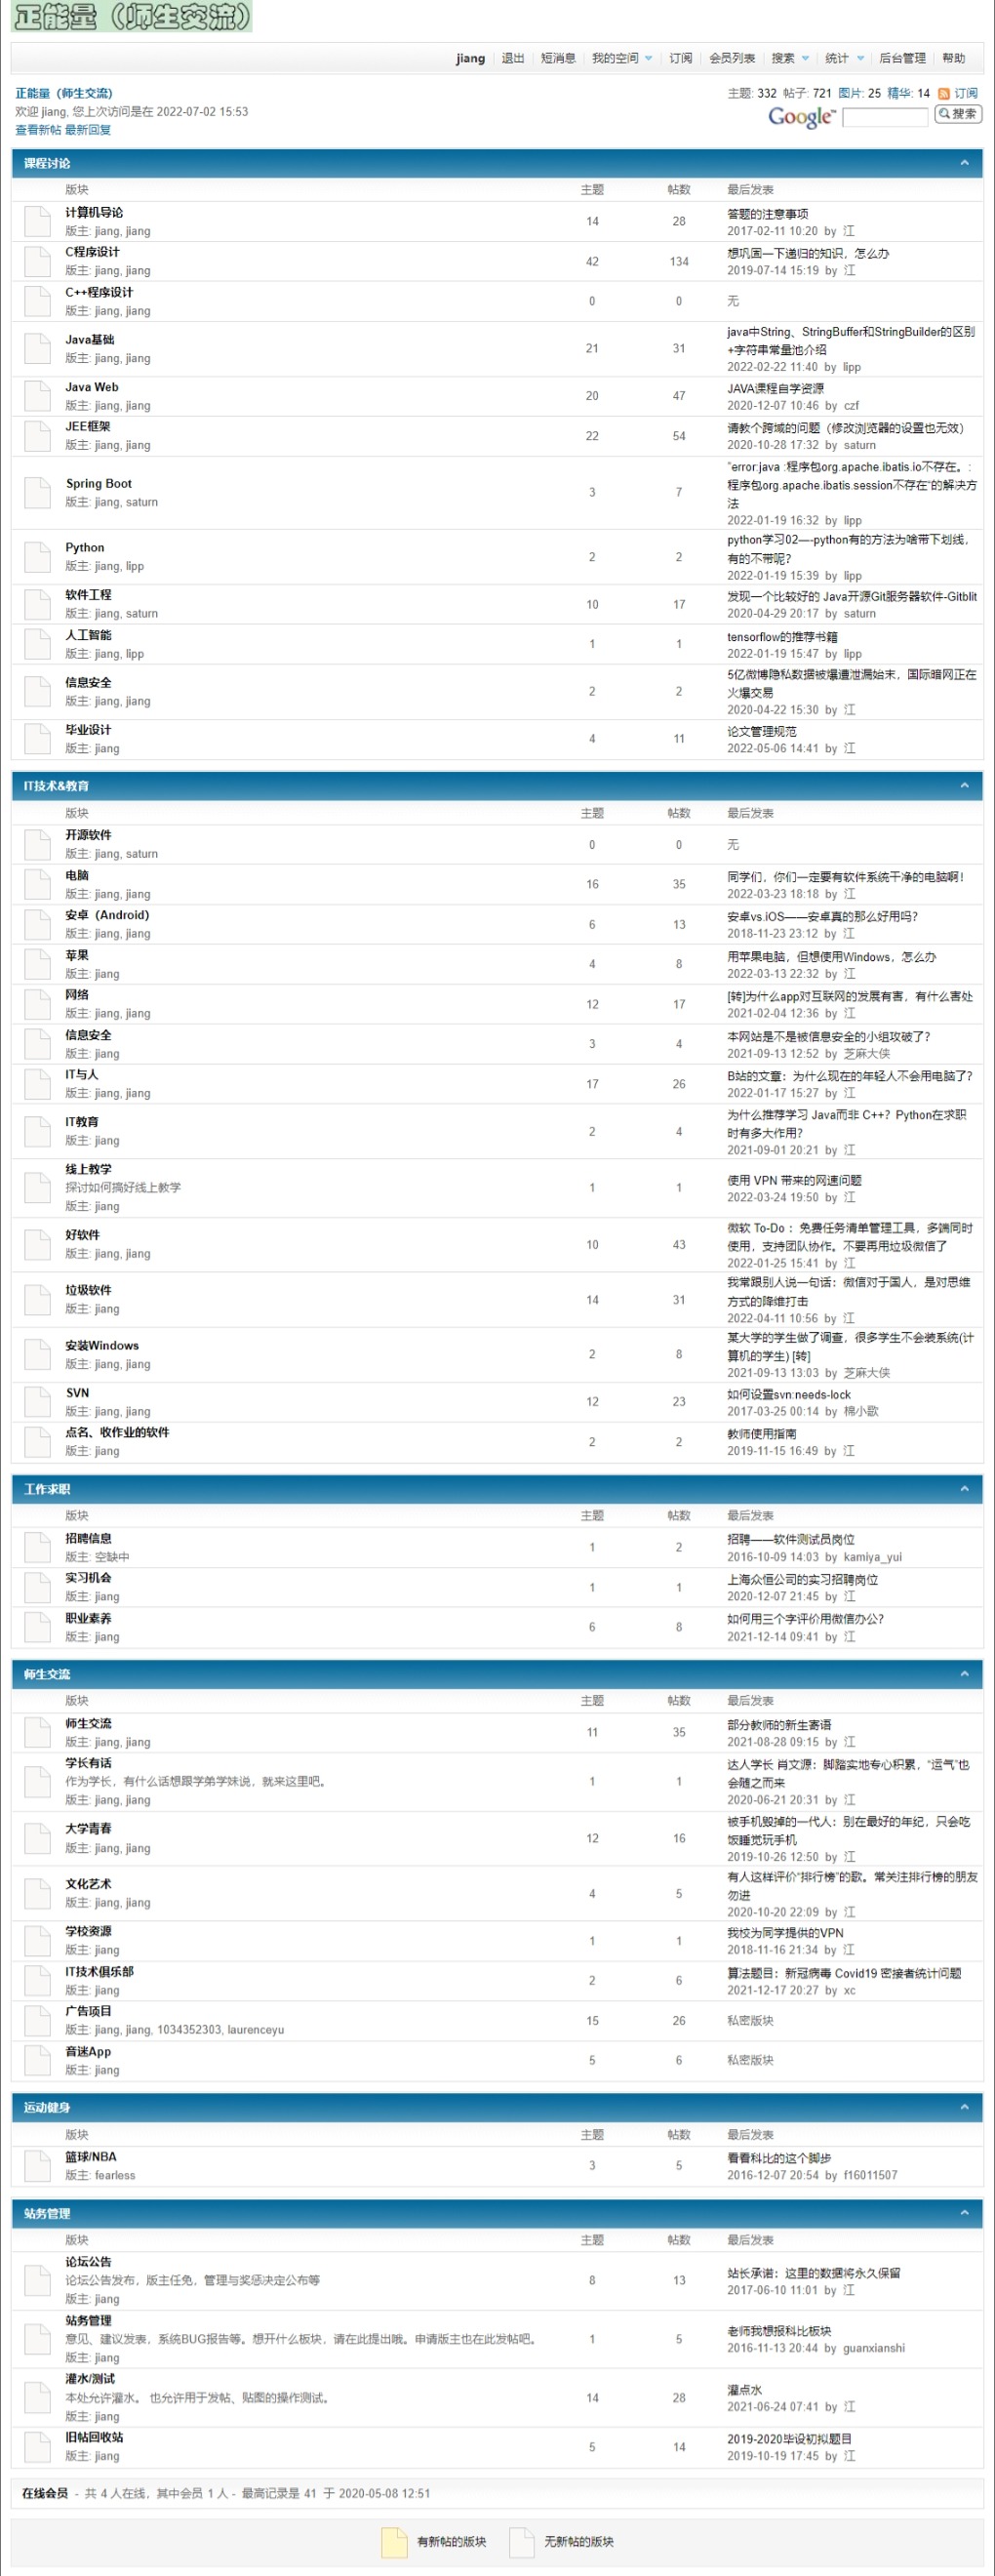 正能量（师生交流）
jiang 退出 短消息 我的空间 订阅 会员列表 搜索 统计 后台管理 帮助
正能量（师生交流） 主题: 332 帖子: 721 图片: 25 精华: 14 订阅
欢迎 jiang, 您上次访问是在 2022-07-02 15:53
Google™ 搜索
查看新帖 最新回复
课程讨论
版块 主题 帖数 最后发表
计算机导论 答题的注意事项
版主: jiang, jiang 14 28 2017-02-11 10:20 by 江
C程序设计 想巩固一下递归的知识，怎么办
版主: jiang, jiang 42 134 2019-07-14 15:19 by 江
C++程序设计
版主: jiang, jiang 0 0 无
java中String、StringBuffer和StringBuilder的区别
Java基础 +字符串常量池介绍
版主: jiang, jiang 21 31 2022-02-22 11:40 by lipp
Java Web JAVA课程自学资源
版主: jiang, jiang 20 47 2020-12-07 10:46 by czf
JEE框架 请教个跨域的问题（修改浏览器的设置也无效）
版主: jiang, jiang 22 54 2020-10-28 17:32 by saturn
"error:java :程序包org.apache.ibatis.io不存在。:
Spring Boot 程序包org.apache.ibatis.session不存在"的解决方
版主: jiang, saturn 3 7 法
2022-01-19 16:32 by lipp
python学习02—-python有的方法为啥带下划线，
Python 有的不带呢？
版主: jiang, lipp 2 2 2022-01-19 15:39 by lipp
软件工程 发现一个比较好的 Java开源Git服务器软件-Gitblit
版主: jiang, saturn 10 17 2020-04-29 20:17 by saturn
人工智能 tensorflow的推荐书籍
版主: jiang, lipp 1 1 2022-01-19 15:47 by lipp
5亿微博隐私数据被爆遭泄漏始末，国际暗网正在
信息安全 火爆交易
版主: jiang, jiang 2 2 2020-04-22 15:30 by 江
毕业设计 论文管理规范
版主: jiang 4 11 2022-05-06 14:41 by 江
IT技术&教育
版块 主题 帖数 最后发表
开源软件
版主: jiang, saturn 0 0 无
电脑 同学们，你们一定要有软件系统干净的电脑啊！
版主: jiang, jiang 16 35 2022-03-23 18:18 by 江
安卓（Android） 安卓vs.iOS——安卓真的那么好用吗？
版主: jiang, jiang 6 13 2018-11-23 23:12 by 江
苹果 用苹果电脑，但想使用Windows，怎么办
版主: jiang 4 8 2022-03-13 22:32 by 江
网络 [转]为什么app对互联网的发展有害，有什么害处
版主: jiang, jiang 12 17 2021-02-04 12:36 by 江
信息安全 本网站是不是被信息安全的小组攻破了？
版主: jiang 3 4 2021-09-13 12:52 by 芝麻大侠
IT与人 B站的文章：为什么现在的年轻人不会用电脑了？
版主: jiang, jiang 17 26 2022-01-17 15:27 by 江
为什么推荐学习 Java而非 C++？Python在求职
IT教育 时有多大作用？
版主: jiang 2 4 2021-09-01 20:21 by 江
线上教学
探讨如何搞好线上教学 使用 VPN 带来的网速问题
版主: jiang 1 1 2022-03-24 19:50 by 江
微软 To-Do ：免费任务清单管理工具，多端同时
好软件 使用，支持团队协作。不要再用垃圾微信了
版主: jiang, jiang 10 43 2022-01-25 15:41 by 江
我常跟别人说一句话：微信对于国人，是对思维
垃圾软件 方式的降维打击
版主: jiang 14 31 2022-04-11 10:56 by 江
某大学的学生做了调查，很多学生不会装系统(计
安装Windows 算机的学生) [转]
版主: jiang, jiang 2 8 2021-09-13 13:03 by 芝麻大侠
SVN 如何设置svn:needs-lock
版主: jiang, jiang 12 23 2017-03-25 00:14 by 棉小歌
点名、收作业的软件 教师使用指南
版主: jiang 2 2 2019-11-15 16:49 by 江
工作求职
版块 主题 帖数 最后发表
招聘信息 招聘——软件测试员岗位
版主: 空缺中 1 2 2016-10-09 14:03 by kamiya_yui
实习机会 上海众恒公司的实习招聘岗位
版主: jiang 1 1 2020-12-07 21:45 by 江
职业素养 如何用三个字评价用微信办公？
版主: jiang 6 8 2021-12-14 09:41 by 江
师生交流
版块 主题 帖数 最后发表
师生交流 部分教师的新生寄语
版主: jiang, jiang 11 35 2021-08-28 09:15 by 江
学长有话 达人学长 肖文源：脚踏实地专心积累，“运气”也
作为学长，有什么话想跟学弟学妹说，就来这里吧。 1 1 会随之而来
版主: jiang, jiang 2020-06-21 20:31 by 江
被手机毁掉的一代人：别在最好的年纪，只会吃
大学青春 饭睡觉玩手机
版主: jiang, jiang 12 16 2019-10-26 12:50 by 江
有人这样评价“排行榜”的歌。常关注排行榜的朋友
文化艺术 勿进
版主: jiang, jiang 4 5 2020-10-20 22:09 by 江
学校资源 我校为同学提供的VPN
版主: jiang 1 1 2018-11-16 21:34 by 江
IT技术俱乐部 算法题目：新冠病毒 Covid19 密接者统计问题
版主: jiang 2 6 2021-12-17 20:27 by xc
广告项目
版主: jiang, jiang, 1034352303, laurenceyu 15 26 私密版块
音迷App
版主: jiang 5 6 私密版块
运动健身
版块 主题 帖数 最后发表
篮球/NBA 看看科比的这个脚步
版主: fearless 3 5 2016-12-07 20:54 by f16011507
站务管理
版块 主题 帖数 最后发表
论坛公告
论坛公告发布，版主任免，管理与奖惩决定公布等 8 13 站长承诺：这里的数据将永久保留
版主: jiang 2017-06-10 11:01 by 江
站务管理
意见、建议发表，系统BUG报告等。想开什么板块，请在此提出哦。申请版主也在此发帖吧。 1 5 老师我想报科比板块
版主: jiang 2016-11-13 20:44 by guanxianshi
灌水/测试
本处允许灌水。 也允许用于发帖、贴图的操作测试。 14 28 灌点水
版主: jiang 2021-06-24 07:41 by 江
旧帖回收站 2019-2020毕设初拟题目
版主: jiang 5 14 2019-10-19 17:45 by 江
在线会员 - 共 4 人在线，其中会员 1 人 - 最高记录是 41 于 2020-05-08 12:51
有新帖的版块 无新帖的版块